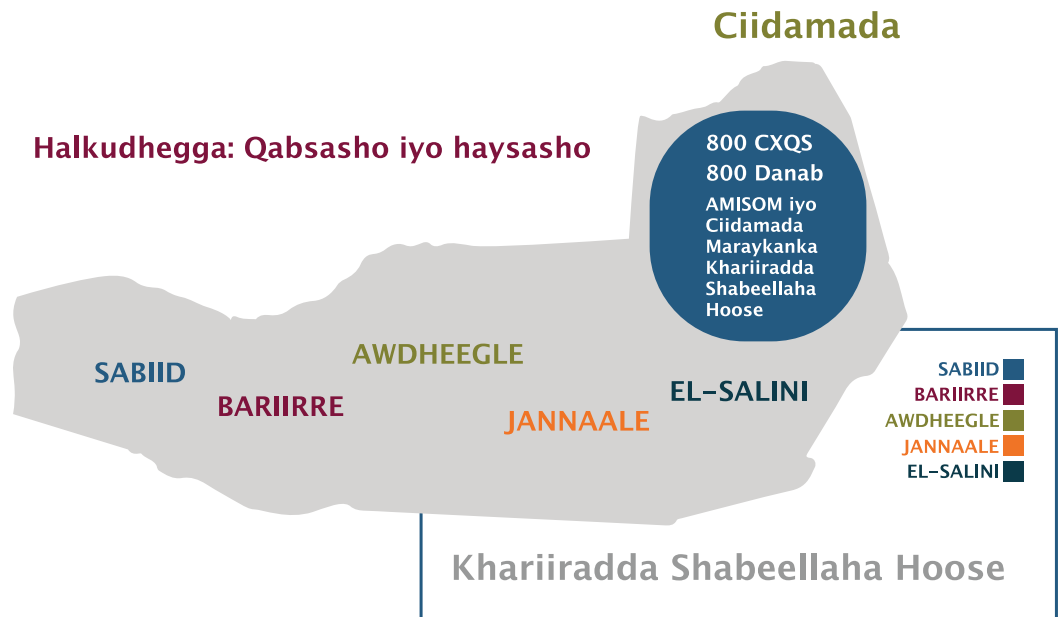 Ciidamada
Halkudhegga: Qabsasho iyo haysasho
800 CXQS
800 Danab
AMISOM iyo
Ciidamada
Maraykanka
Khariiradda
Shabeellaha
Hoose
AWDHEEGLE
SABIID
BARIIRRE
EL-SALINI
JANNAALE
SABIID
BARIIRRE
AWDHEEGLE
JANNAALE
EL-SALINI
Khariiradda Shabeellaha Hoose